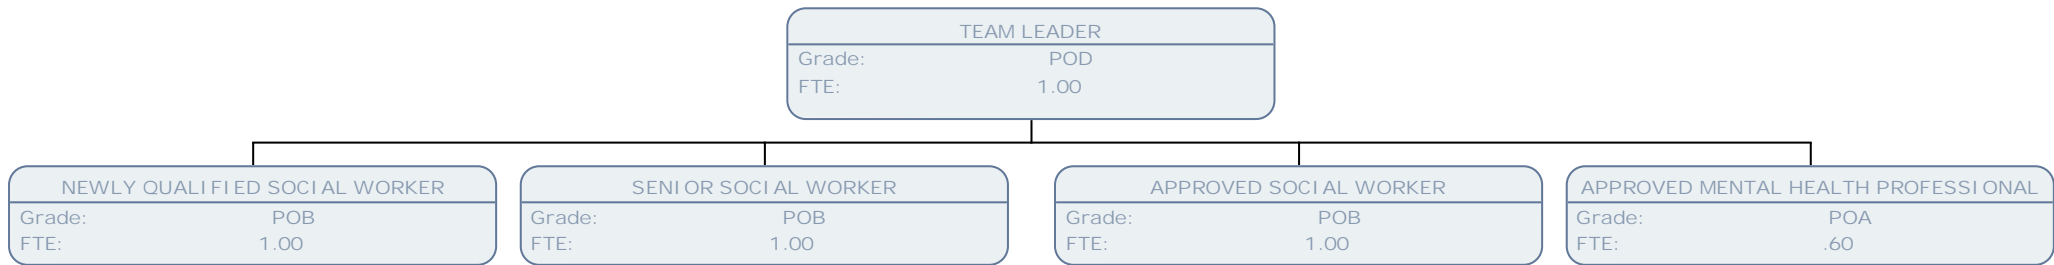 TEAM LEADER
Grade: POD
FTE: 1.00
NEWLY QUALIFIED SOCIAL WORKER
Grade: POB
FTE: 1.00
SENIOR SOCIAL WORKER
Grade: POB
FTE: 1.00
APPROVED SOCIAL WORKER
Grade: POB
FTE: 1.00
APPROVED MENTAL HEALTH PROFESSIONAL
Grade: POA
FTE: .60